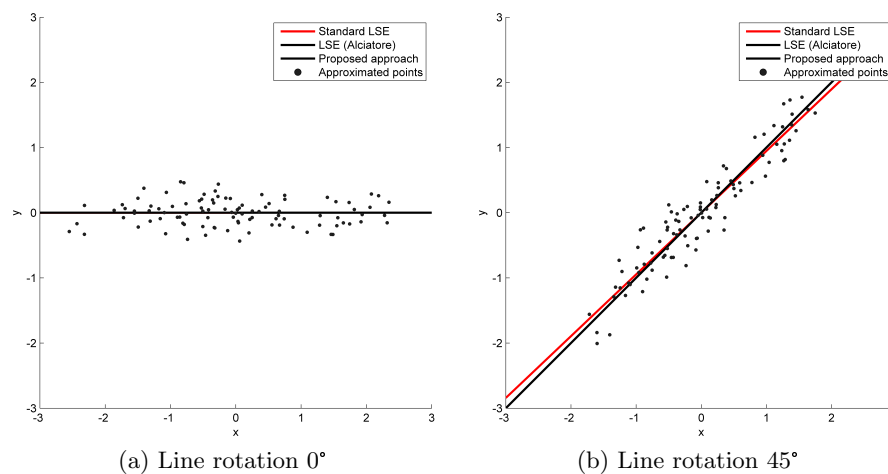 3
2
1
0
-1
-2
-3
y
-3
-2
-1
0
1
2
3
x
Standard LSE
LSE (Alciatore)
Proposed approach
Approximated points
(a) Line rotation 0°
3
2
1
0
-1
-2
-3
y
-3
-2
-1
0
1
2
x
Standard LSE
LSE (Alciatore)
Proposed approach
Approximated points
(b) Line rotation 45°